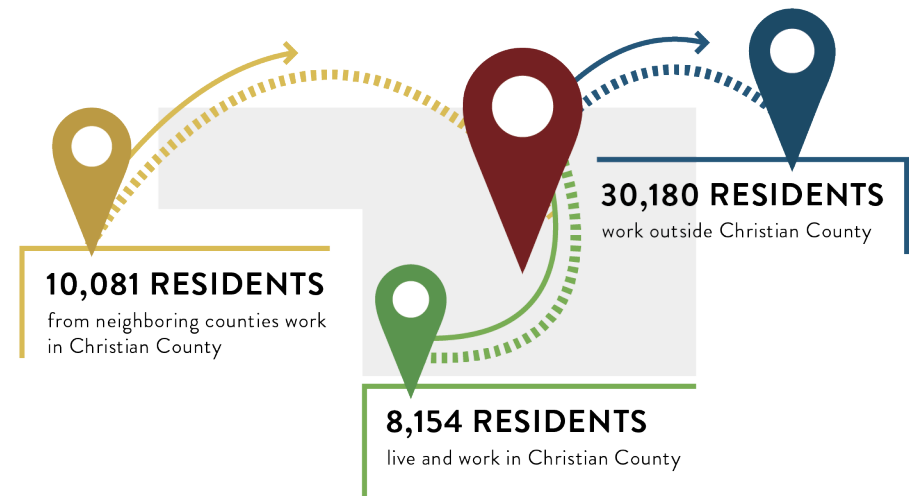 30,180 RESIDENTS
work outside Christian County
10,081 RESIDENTS
from neighboring counties work
in Christian County
8,154 RESIDENTS
live and work in Christian County